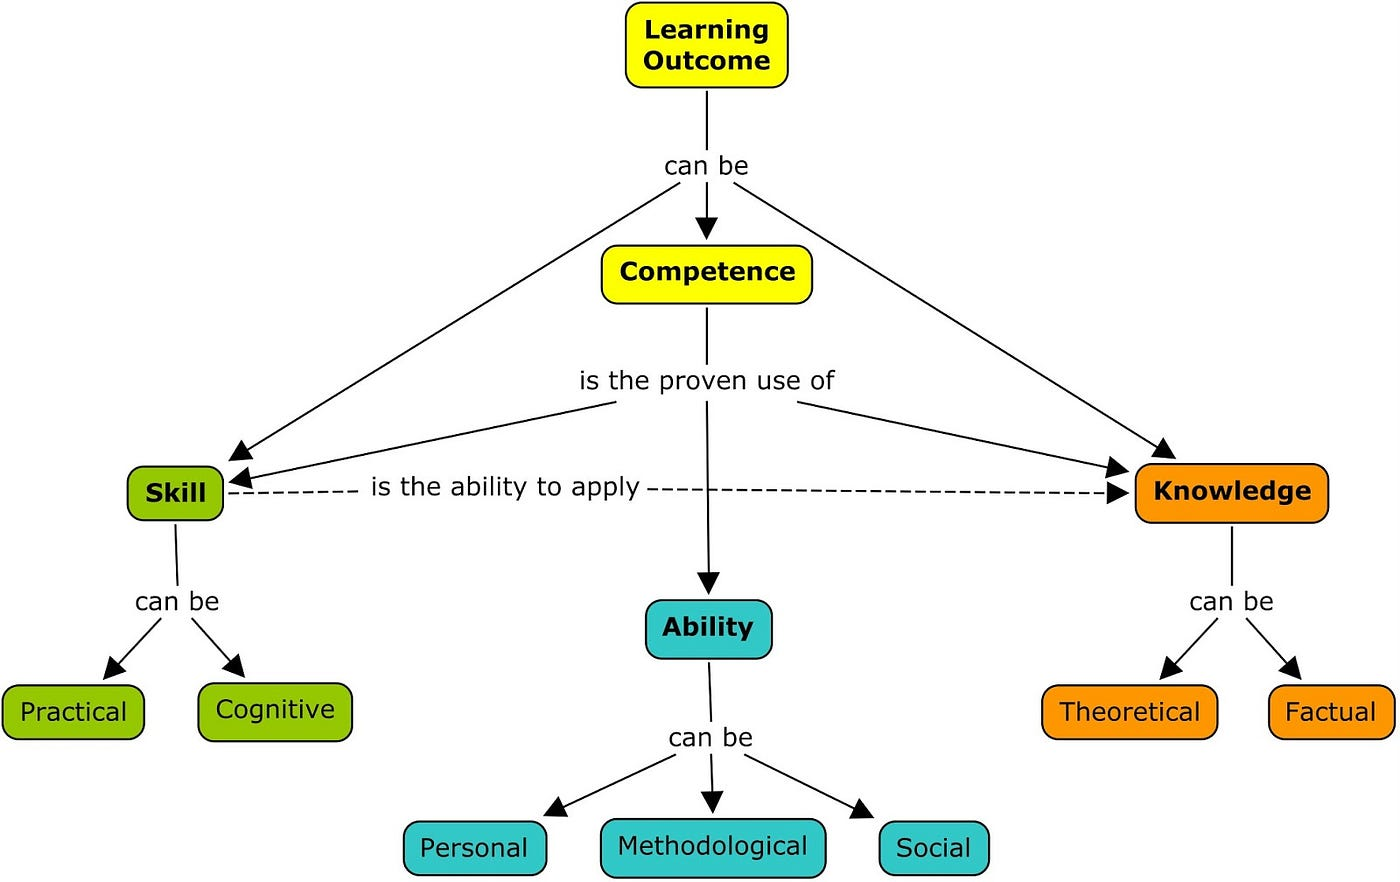 Learning
Outcome
can be
Competence
is the proven use of
Skill
is the ability to apply
Knowledge
can be
can be
Ability
Practical
Cognitive
Theoretical
Factual
can be
Personal
Methodological
Social